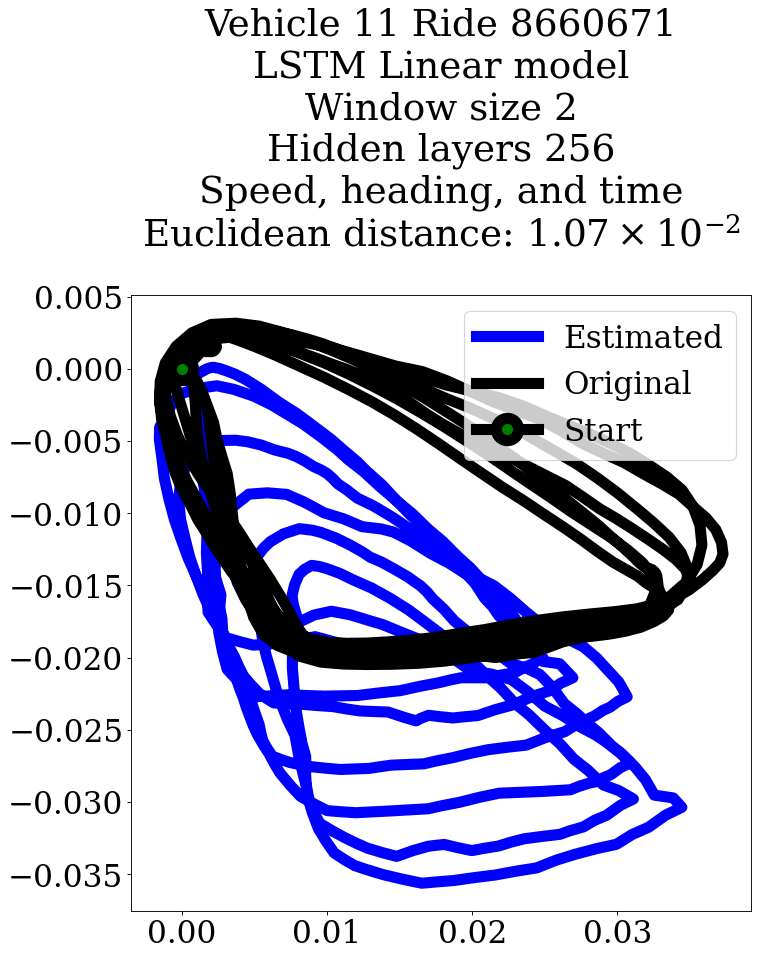 Vehicle 11 Ride 8660671
LSTM Linear model
Window size 2
Hidden layers 256
Speed, heading, and time
Euclidean distance: 1.07 × 10⁻²
0.005
0.000
−0.005
−0.010
−0.015
−0.020
−0.025
−0.030
−0.035
Estimated
Original
Start
0.00 0.01 0.02 0.03